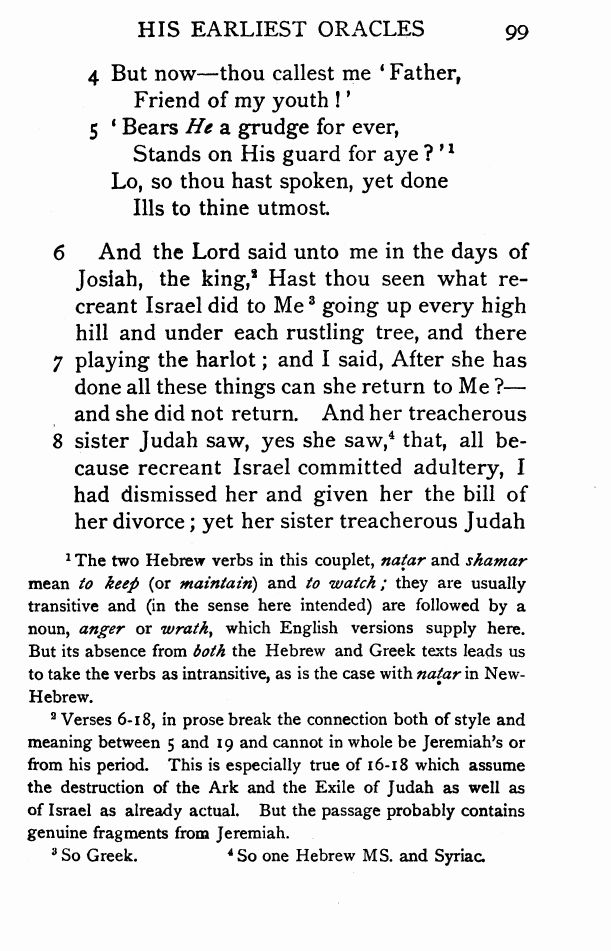 HIS EARLIEST ORACLES 99
4 But now—thou callest me ‘Father,
Friend of my youth!’
5 ‘Bears He a grudge for ever,
Stands on His guard for aye?’¹
Lo, so thou hast spoken, yet done
Ills to thine utmost.
6 And the Lord said unto me in the days of
Josiah, the king,² Hast thou seen what re-
creant Israel did to Me³ going up every high
hill and under each rustling tree, and there
7 playing the harlot; and I said, After she has
done all these things can she return to Me?—
and she did not return. And her treacherous
8 sister Judah saw, yes she saw,⁴ that, all be-
cause recreant Israel committed adultery, I
had dismissed her and given her the bill of
her divorce; yet her sister treacherous Judah
¹ The two Hebrew verbs in this couplet, naṭar and shamar
mean to keep (or maintain) and to watch; they are usually
transitive and (in the sense here intended) are followed by a
noun, anger or wrath, which English versions supply here.
But its absence from both the Hebrew and Greek texts leads us
to take the verbs as intransitive, as is the case with naṭar in New-
Hebrew.
² Verses 6-18, in prose break the connection both of style and
meaning between 5 and 19 and cannot in whole be Jeremiah's or
from his period. This is especially true of 16-18 which assume
the destruction of the Ark and the Exile of Judah as well as
of Israel as already actual. But the passage probably contains
genuine fragments from Jeremiah.
³ So Greek. ⁴ So one Hebrew MS. and Syriac.